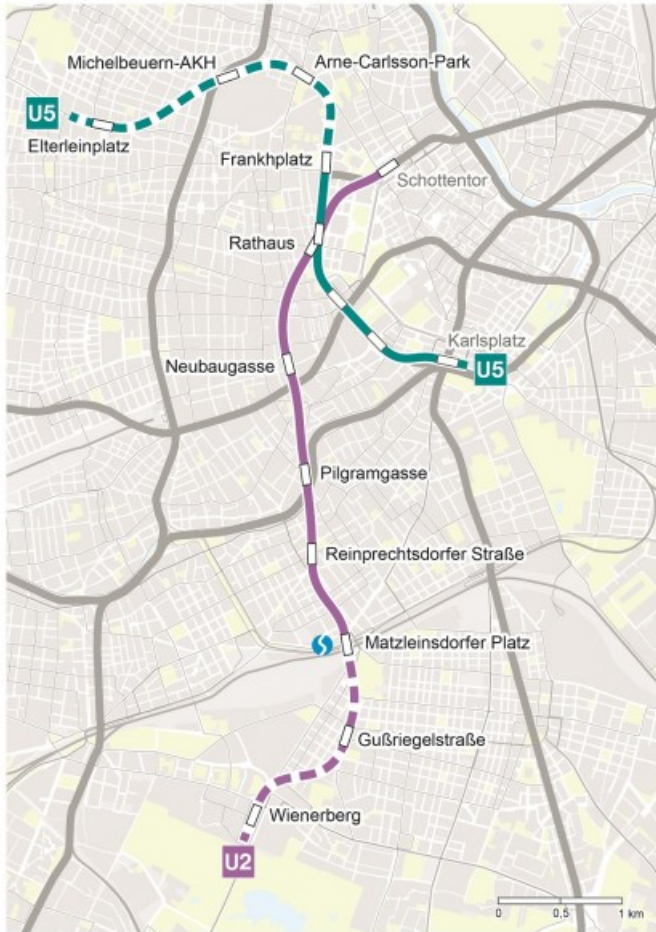 Michelbeuern-AKH
Arne-Carlsson-Park
U5
Elterleinplatz
Frankhplatz
Schottentor
Rathaus
Karlsplatz
U5
Neubaugasse
Pilgramgasse
Reinprechtsdorfer Straße
Matzleinsdorfer Platz
Gußriegelstraße
Wienerberg
U2
0 0,5 1 km